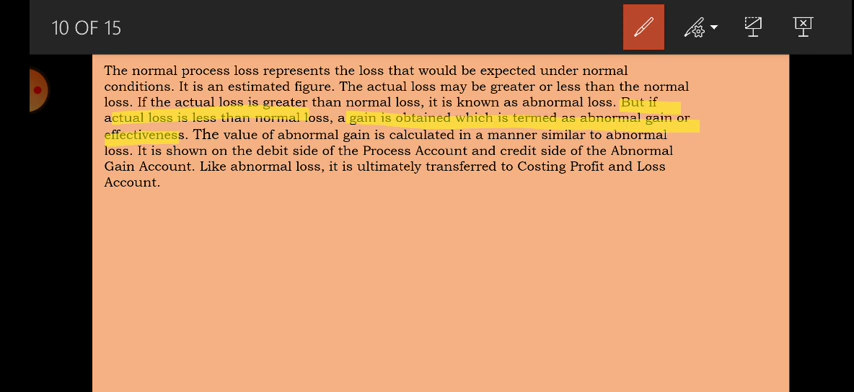 10 OF 15
The normal process loss represents the loss that would be expected under normal
conditions. It is an estimated figure. The actual loss may be greater or less than the normal
loss. If the actual loss is greater than normal loss, it is known as abnormal loss. But if
actual loss is less than normal loss, a gain is obtained which is termed as abnormal gain or
effectiveness. The value of abnormal gain is calculated in a manner similar to abnormal
loss. It is shown on the debit side of the Process Account and credit side of the Abnormal
Gain Account. Like abnormal loss, it is ultimately transferred to Costing Profit and Loss
Account.